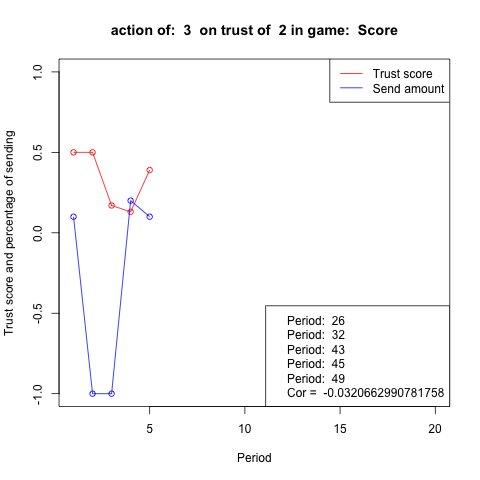 action of:  3  on trust of  2 in game:  Score
Trust score and percentage of sending
1.0
0.5
0.0
-0.5
-1.0
Trust score
Send amount
Period:  26
Period:  32
Period:  43
Period:  45
Period:  49
Cor =  -0.0320662990781758
5
10
15
20
Period